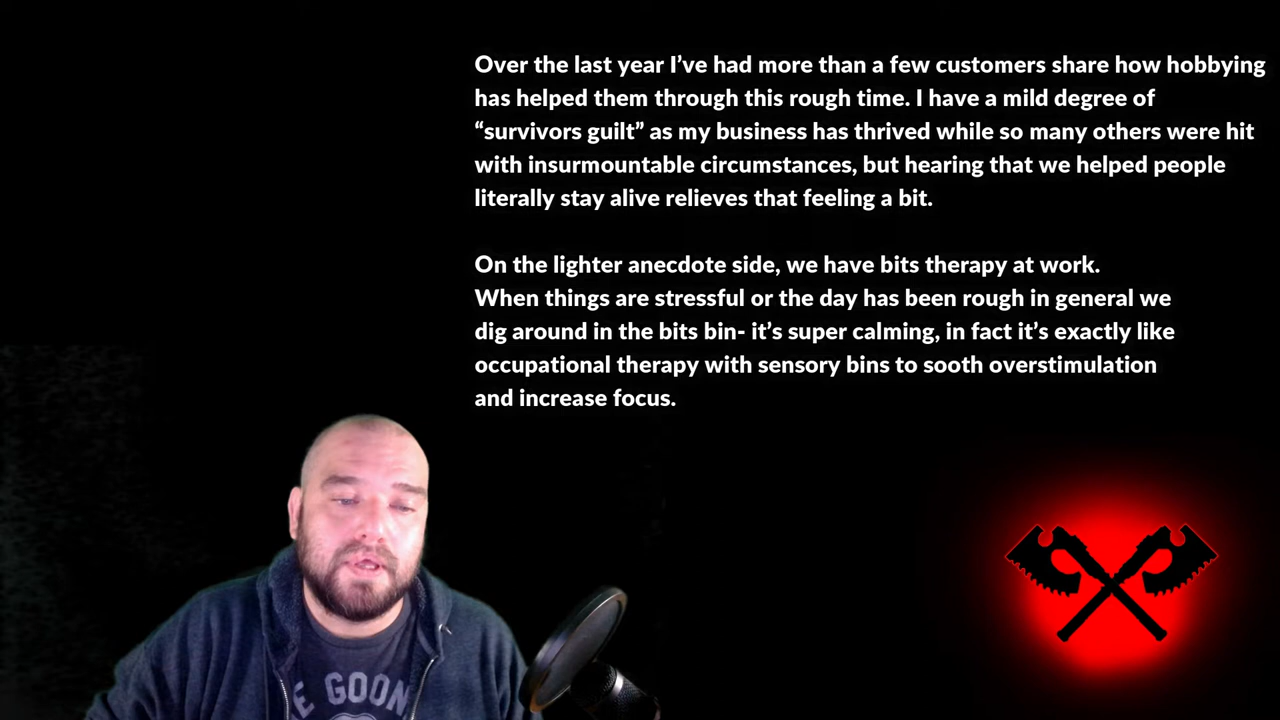 Over the last year I’ve had more than a few customers share how hobbying
has helped them through this rough time. I have a mild degree of
“survivors guilt” as my business has thrived while so many others were hit
with insurmountable circumstances, but hearing that we helped people
literally stay alive relieves that feeling a bit.
On the lighter anecdote side, we have bits therapy at work.
When things are stressful or the day has been rough in general we
dig around in the bits bin- it’s super calming, in fact it’s exactly like
occupational therapy with sensory bins to sooth overstimulation
and increase focus.